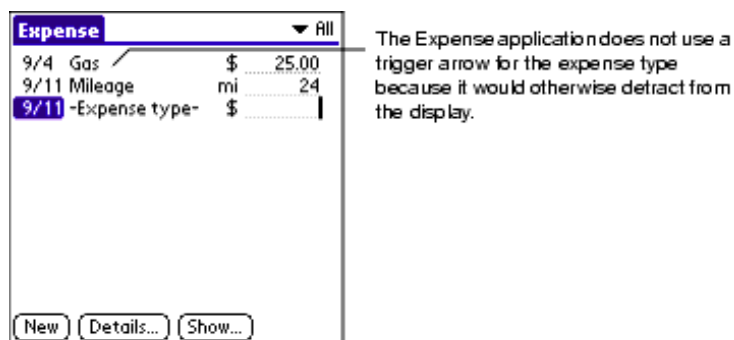 Expense ▼ All
9/4 Gas $ 25.00
9/11 Mileage mi 24
9/11 -Expense type- $
New Details... Show...
The Expense application does not use a
trigger arrow for the expense type
because it would otherwise detract from
the display.